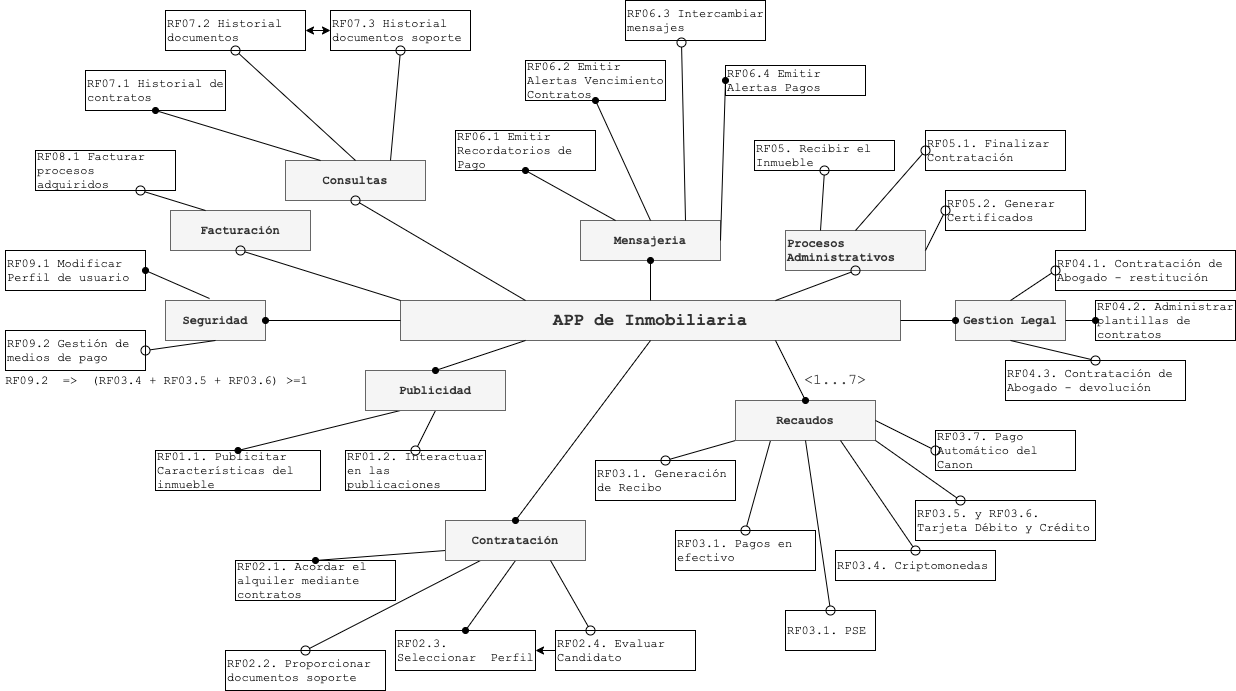 RF07.2 Historial
documentos
RF07.3 Historial
documentos soporte
RF06.3 Intercambiar
mensajes
RF07.1 Historial de
contratos
RF06.2 Emitir
Alertas Vencimiento
Contratos
RF06.4 Emitir
Alertas Pagos
RF06.1 Emitir
Recordatorios de
Pago
RF05. Recibir el
Inmueble
RF05.1. Finalizar
Contratación
RF08.1 Facturar
procesos
adquiridos
Consultas
RF05.2. Generar
Certificados
Facturación
Mensajeria
Procesos
Administrativos
RF09.1 Modificar
Perfil de usuario
RF04.1. Contratación de
Abogado - restitución
Seguridad
APP de Inmobiliaria
Gestion Legal
RF04.2. Administrar
plantillas de
contratos
RF09.2 Gestión de
medios de pago
RF09.2 => (RF03.4 + RF03.5 + RF03.6) >=1
RF04.3. Contratación de
Abogado - devolución
Publicidad
<1...7>
Recaudos
RF01.1. Publicitar
Características del
inmueble
RF01.2. Interactuar
en las
publicaciones
RF03.1. Generación
de Recibo
RF03.7. Pago
Automático del
Canon
RF03.5. y RF03.6.
Tarjeta Débito y Crédito
Contratación
RF03.1. Pagos en
efectivo
RF03.4. Criptomonedas
RF02.1. Acordar el
alquiler mediante
contratos
RF03.1. PSE
RF02.2. Proporcionar
documentos soporte
RF02.3.
Seleccionar Perfil
RF02.4. Evaluar
Candidato